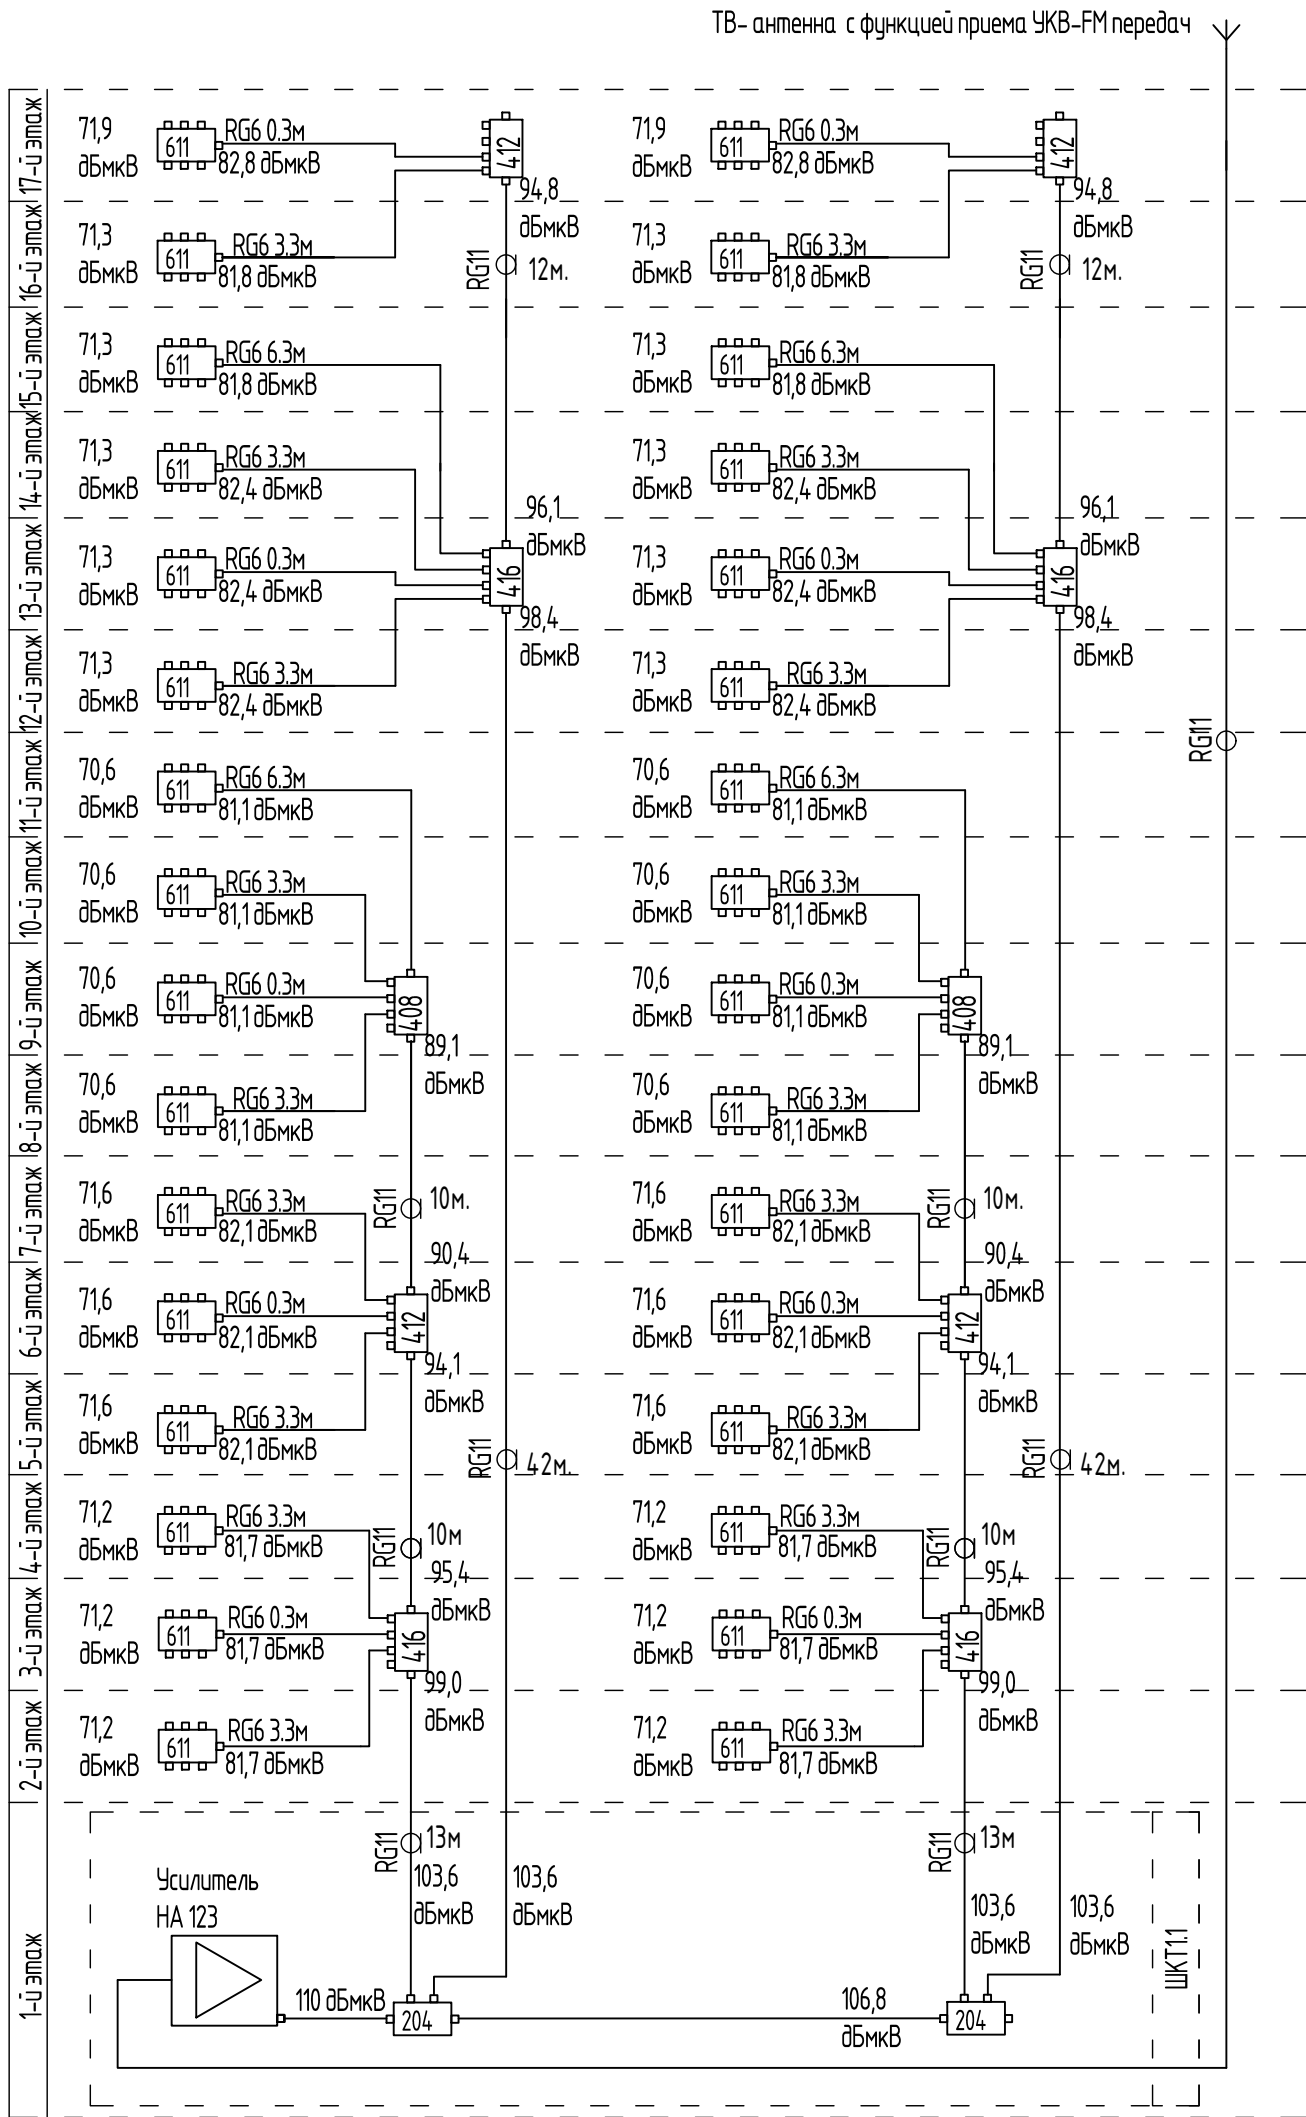 ТВ- антенна с функцией приема УКВ-FM передач
17-й этаж
71,9
дБмкВ
611
RG6 0.3м
82,8 дБмкВ
412
94,8
дБмкВ
71,9
дБмкВ
611
RG6 0.3м
82,8 дБмкВ
412
94,8
дБмкВ
16-й этаж
71,3
дБмкВ
611
RG6 3.3м
81,8 дБмкВ
RG11
12м.
71,3
дБмкВ
611
RG6 3.3м
81,8 дБмкВ
RG11
12м.
15-й этаж
71,3
дБмкВ
611
RG6 6.3м
81,8 дБмкВ
71,3
дБмкВ
611
RG6 6.3м
81,8 дБмкВ
14-й этаж
71,3
дБмкВ
611
RG6 3.3м
82,4 дБмкВ
96,1
дБмкВ
71,3
дБмкВ
611
RG6 3.3м
82,4 дБмкВ
96,1
дБмкВ
13-й этаж
71,3
дБмкВ
611
RG6 0.3м
82,4 дБмкВ
416
98,4
дБмкВ
71,3
дБмкВ
611
RG6 0.3м
82,4 дБмкВ
416
98,4
дБмкВ
12-й этаж
71,3
дБмкВ
611
RG6 3.3м
82,4 дБмкВ
71,3
дБмкВ
611
RG6 3.3м
82,4 дБмкВ
RG11
11-й этаж
70,6
дБмкВ
611
RG6 6.3м
81,1 дБмкВ
70,6
дБмкВ
611
RG6 6.3м
81,1 дБмкВ
10-й этаж
70,6
дБмкВ
611
RG6 3.3м
81,1 дБмкВ
70,6
дБмкВ
611
RG6 3.3м
81,1 дБмкВ
9-й этаж
70,6
дБмкВ
611
RG6 0.3м
81,1 дБмкВ
408
89,1
дБмкВ
70,6
дБмкВ
611
RG6 0.3м
81,1 дБмкВ
408
89,1
дБмкВ
8-й этаж
70,6
дБмкВ
611
RG6 3.3м
81,1 дБмкВ
70,6
дБмкВ
611
RG6 3.3м
81,1 дБмкВ
7-й этаж
71,6
дБмкВ
611
RG6 3.3м
82,1 дБмкВ
RG11
10м.
90,4
дБмкВ
71,6
дБмкВ
611
RG6 3.3м
82,1 дБмкВ
RG11
10м.
90,4
дБмкВ
6-й этаж
71,6
дБмкВ
611
RG6 0.3м
82,1 дБмкВ
412
94,1
дБмкВ
71,6
дБмкВ
611
RG6 0.3м
82,1 дБмкВ
412
94,1
дБмкВ
5-й этаж
71,6
дБмкВ
611
RG6 3.3м
82,1 дБмкВ
RG11
42м.
71,6
дБмкВ
611
RG6 3.3м
82,1 дБмкВ
RG11
42м.
4-й этаж
71,2
дБмкВ
611
RG6 3.3м
81,7 дБмкВ
RG11
10м
95,4
дБмкВ
71,2
дБмкВ
611
RG6 3.3м
81,7 дБмкВ
RG11
10м
95,4
дБмкВ
3-й этаж
71,2
дБмкВ
611
RG6 0.3м
81,7 дБмкВ
416
99,0
дБмкВ
71,2
дБмкВ
611
RG6 0.3м
81,7 дБмкВ
416
99,0
дБмкВ
2-й этаж
71,2
дБмкВ
611
RG6 3.3м
81,7 дБмкВ
71,2
дБмкВ
611
RG6 3.3м
81,7 дБмкВ
1-й этаж
RG11
13м
103,6
дБмкВ
103,6
дБмкВ
RG11
13м
103,6
дБмкВ
103,6
дБмкВ
Усилитель
НА 123
110 дБмкВ
204
106,8
дБмкВ
204
ШКТ1.1